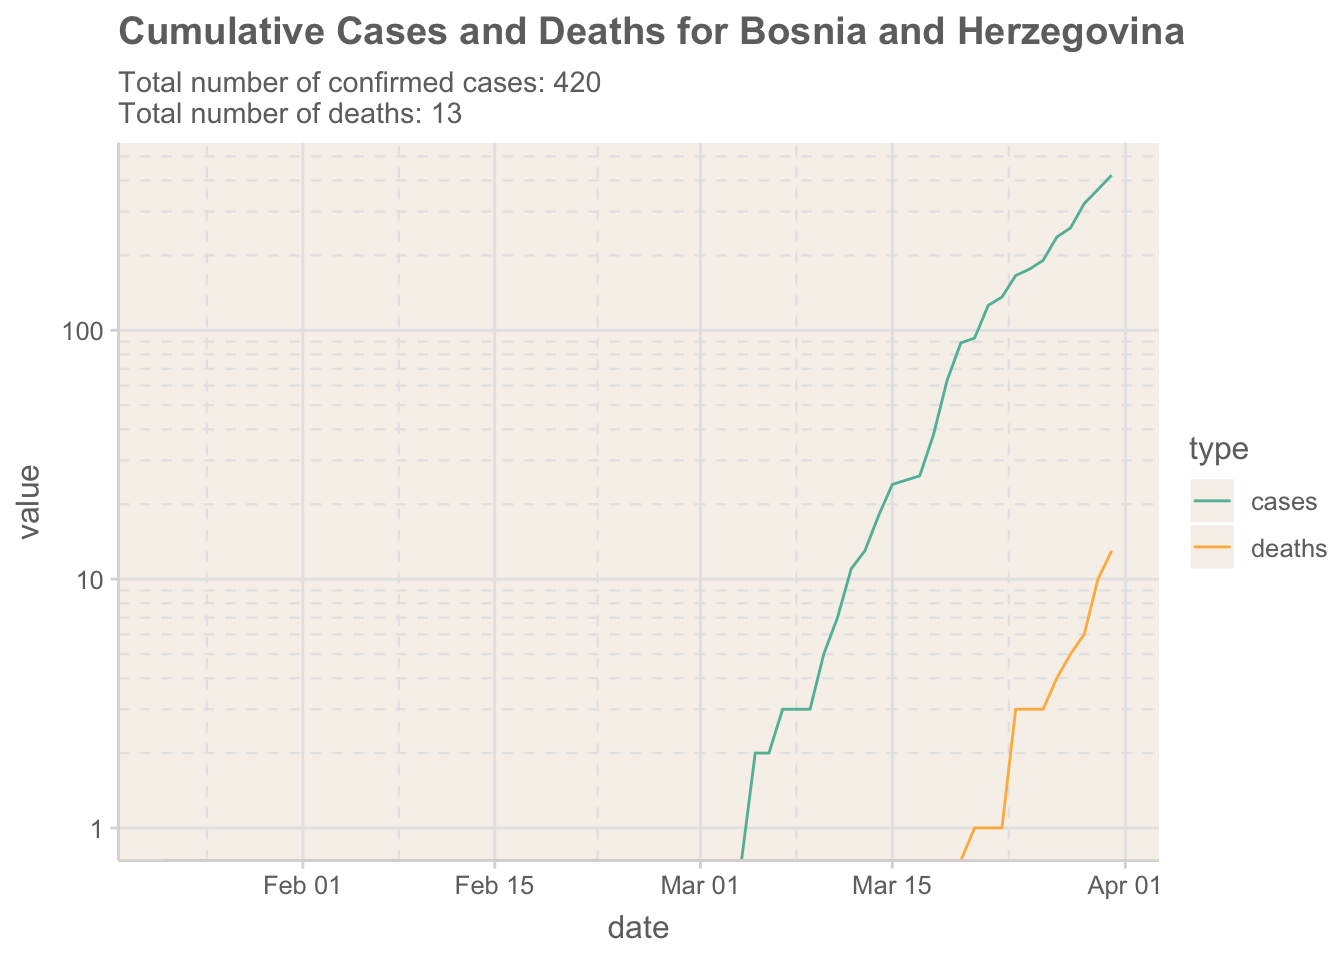 Cumulative Cases and Deaths for Bosnia and Herzegovina
Total number of confirmed cases: 420
Total number of deaths: 13
value
100
10
1
Feb 01
Feb 15
Mar 01
Mar 15
Apr 01
date
type
cases
deaths